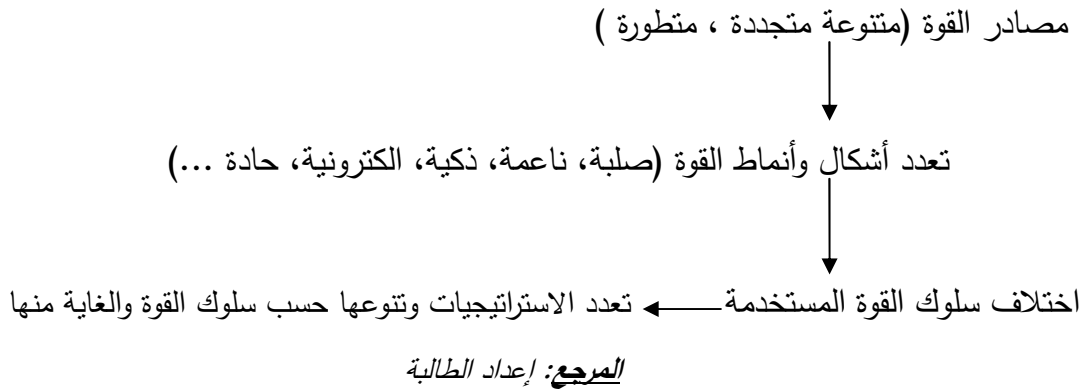 مصادر القوة (متنوعة متجددة ، متطورة )
تعدد أشكال وأنماط القوة (صلبة، ناعمة، ذكية، الكترونية، حادة ...)
اختلاف سلوك القوة المستخدمة تعدد الاستراتيجيات وتنوعها حسب سلوك القوة والغاية منها
المرجع: إعداد الطالبة